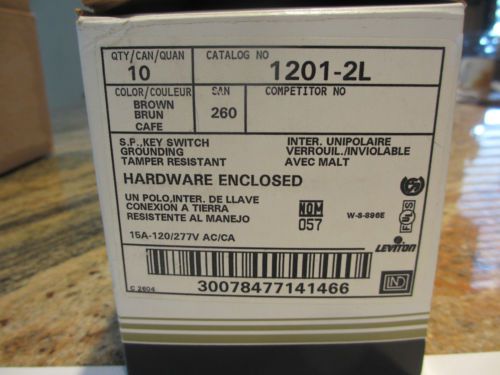 QTY/CAN/QUAN
10
CATALOG NO
1201-2L
COLOR/COULEUR
BROWN
BRUN
CAFE
SAN
260
COMPETITOR NO
S.P.,KEY SWITCH
GROUNDING
TAMPER RESISTANT
INTER. UNIPOLAIRE
VERROUIL./INVIOLABLE
AVEC MALT
HARDWARE ENCLOSED
UN POLO,INTER. DE LLAVE
CONEXION A TIERRA
RESISTENTE AL MANEJO
NOM
057
W-S-896E
15A-120/277V AC/CA
LEVITON
C 2604
30078477141466